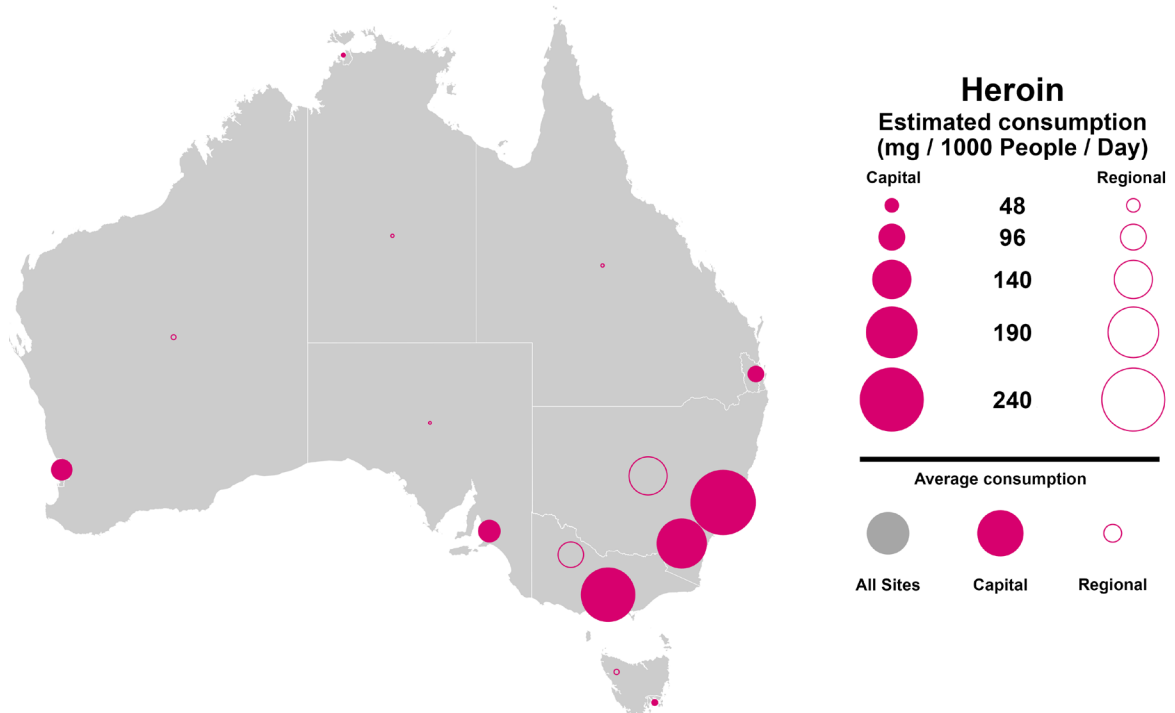 Heroin
Estimated consumption
(mg / 1000 People / Day)
Capital Regional
48
96
140
190
240
Average consumption
All Sites Capital Regional